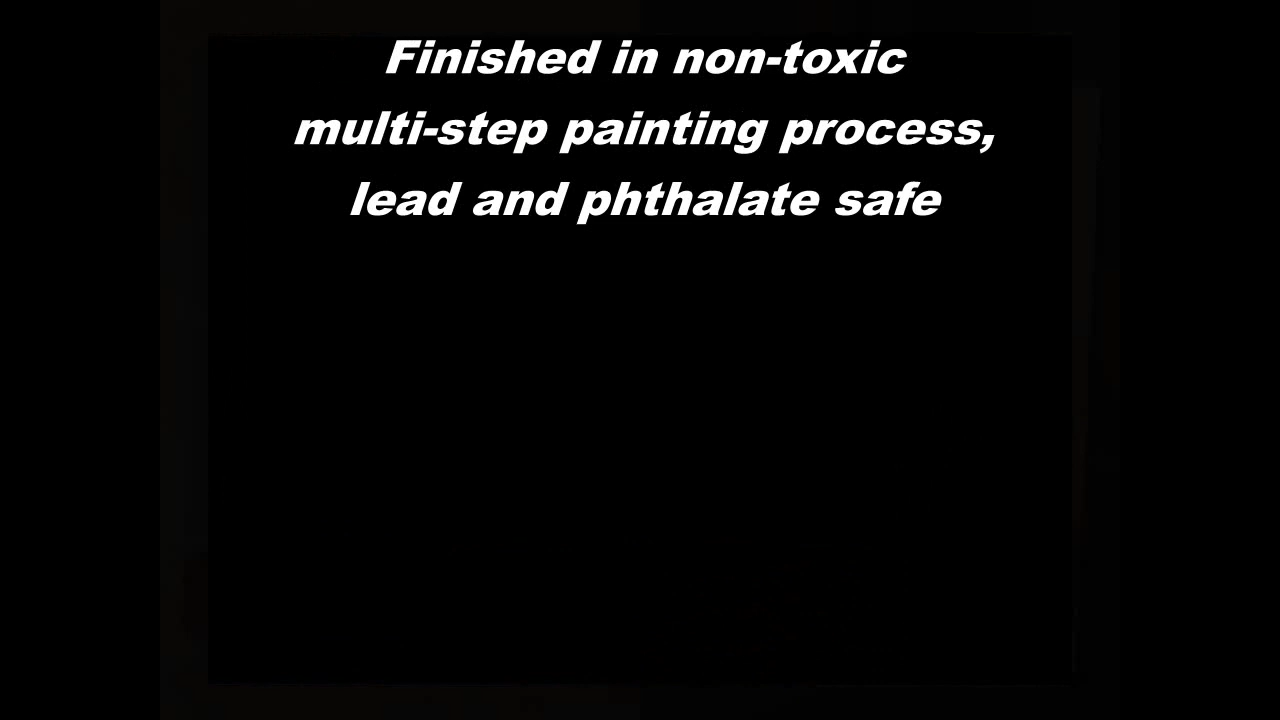 Finished in non-toxic
multi-step painting process,
lead and phthalate safe